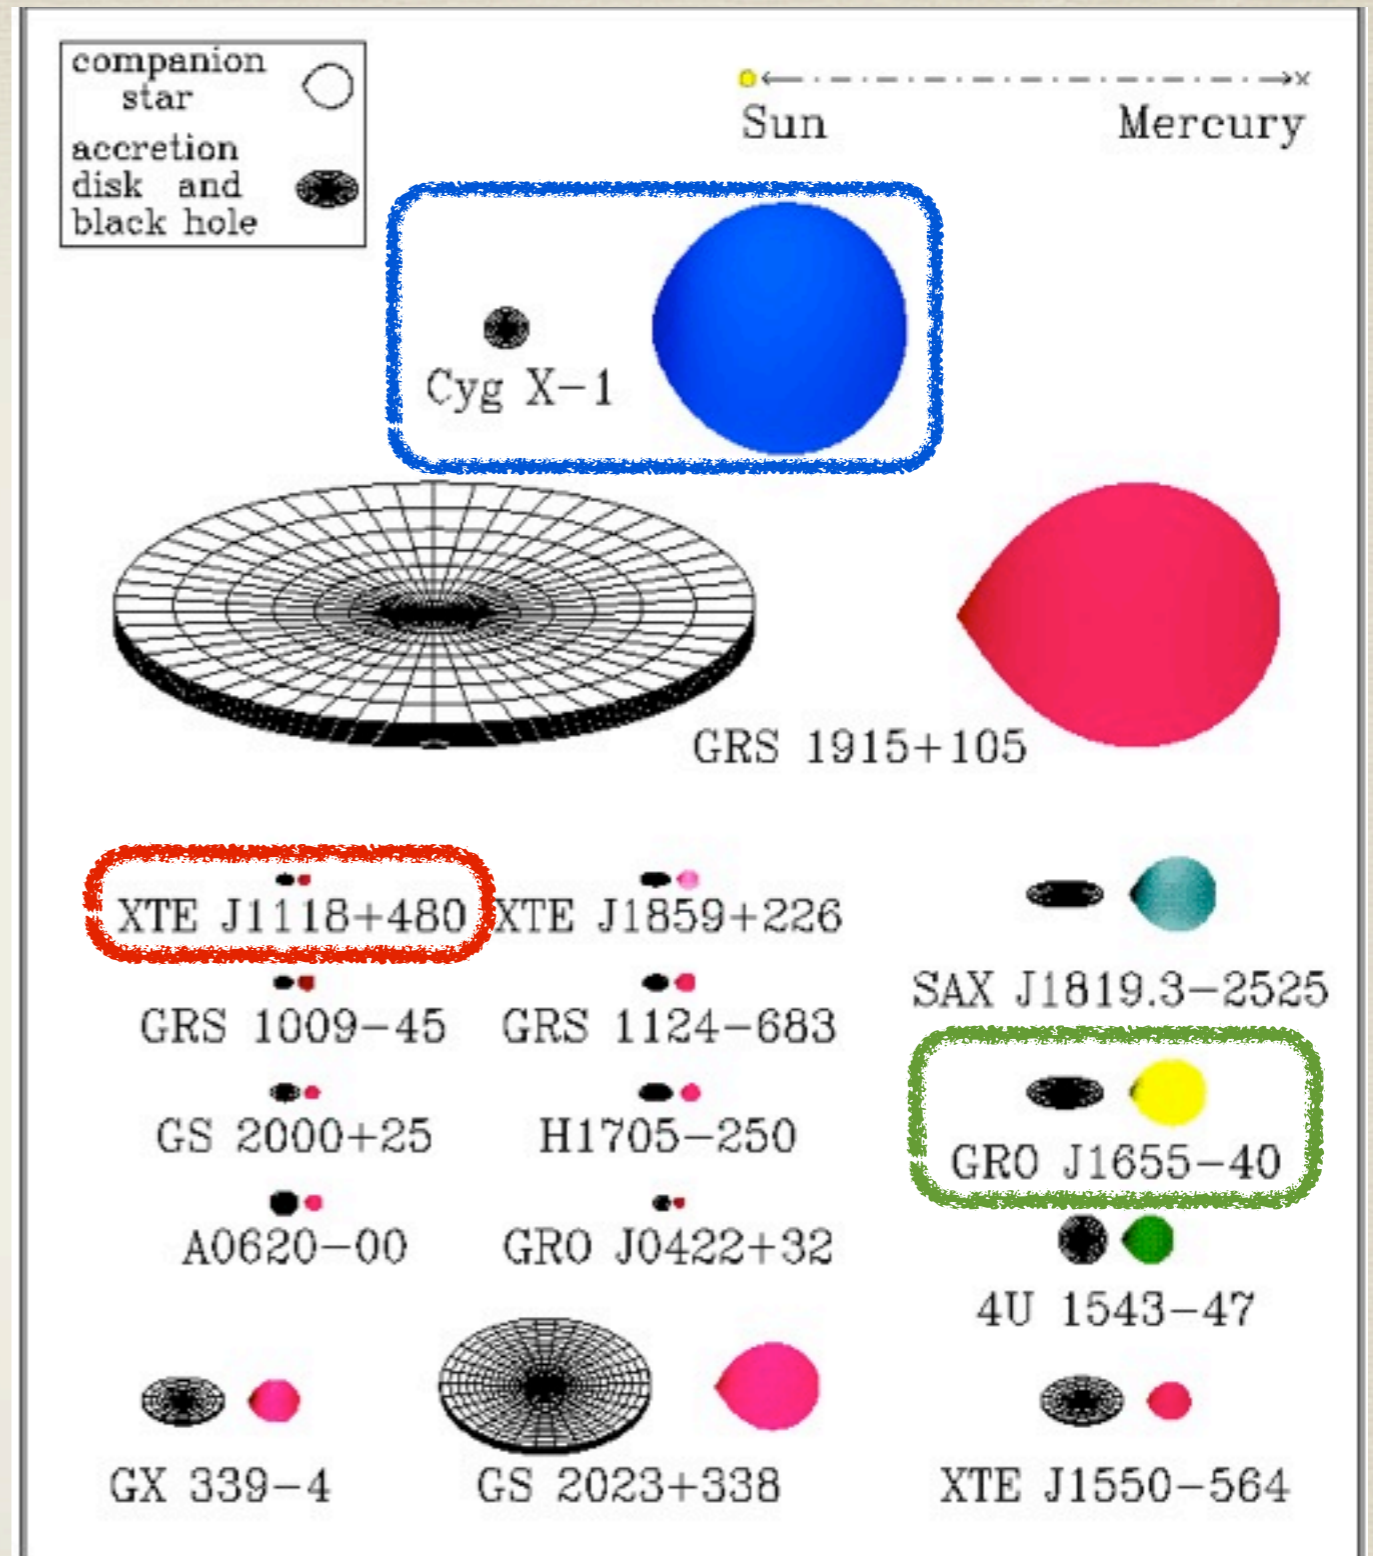 companion
star
accretion
disk and
black hole
Sun
Mercury
Cyg X-1
GRS 1915+105
XTE J1118+480
XTE J1859+226
SAX J1819.3-2525
GRS 1009-45
GRS 1124-683
GS 2000+25
H1705-250
GRO J1655-40
A0620-00
GRO J0422+32
4U 1543-47
GX 339-4
GS 2023+338
XTE J1550-564